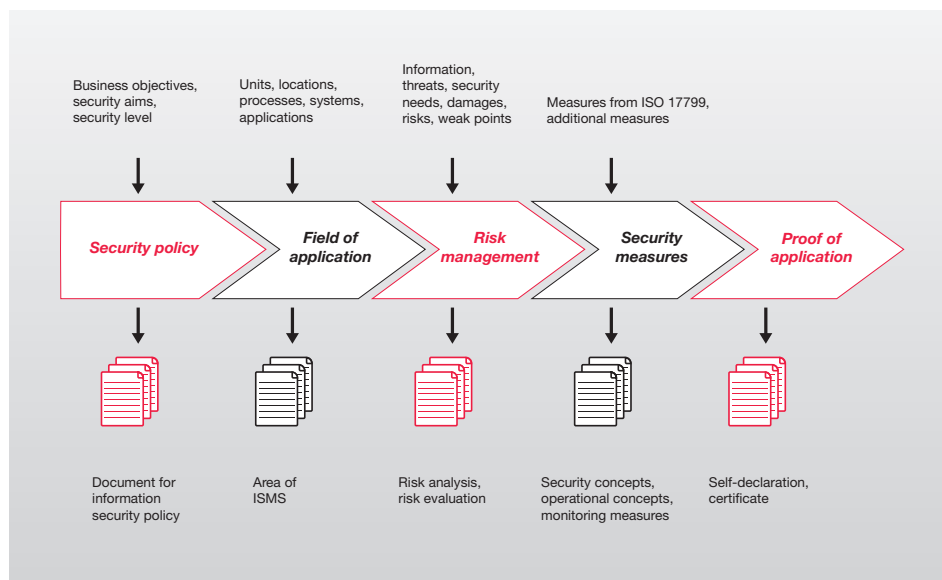 Business objectives,
security aims,
security level
Units, locations,
processes, systems,
applications
Information,
threats, security
needs, damages,
risks, weak points
Measures from ISO 17799,
additional measures
Security policy
Field of
application
Risk
management
Security
measures
Proof of
application
Document for
information
security policy
Area of
ISMS
Risk analysis,
risk evaluation
Security concepts,
operational concepts,
monitoring measures
Self-declaration,
certificate